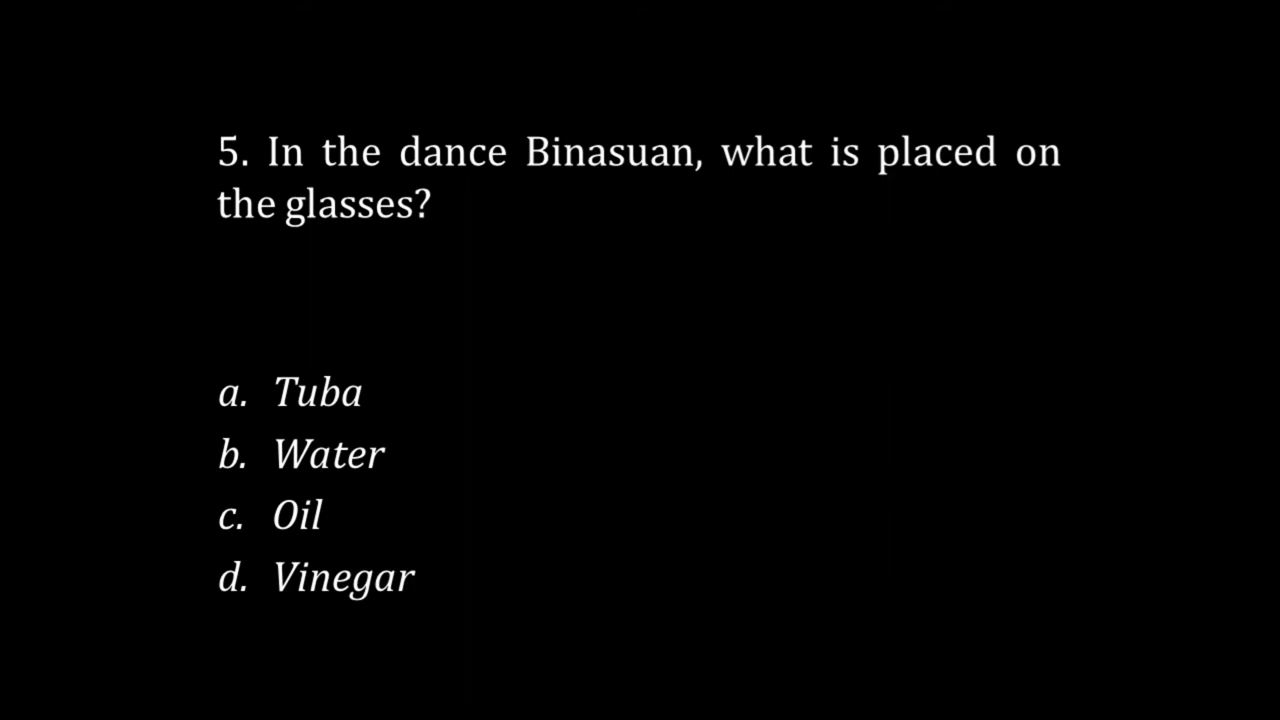 5. In the dance Binasuan, what is placed on
the glasses?
a. Tuba
b. Water
c. Oil
d. Vinegar